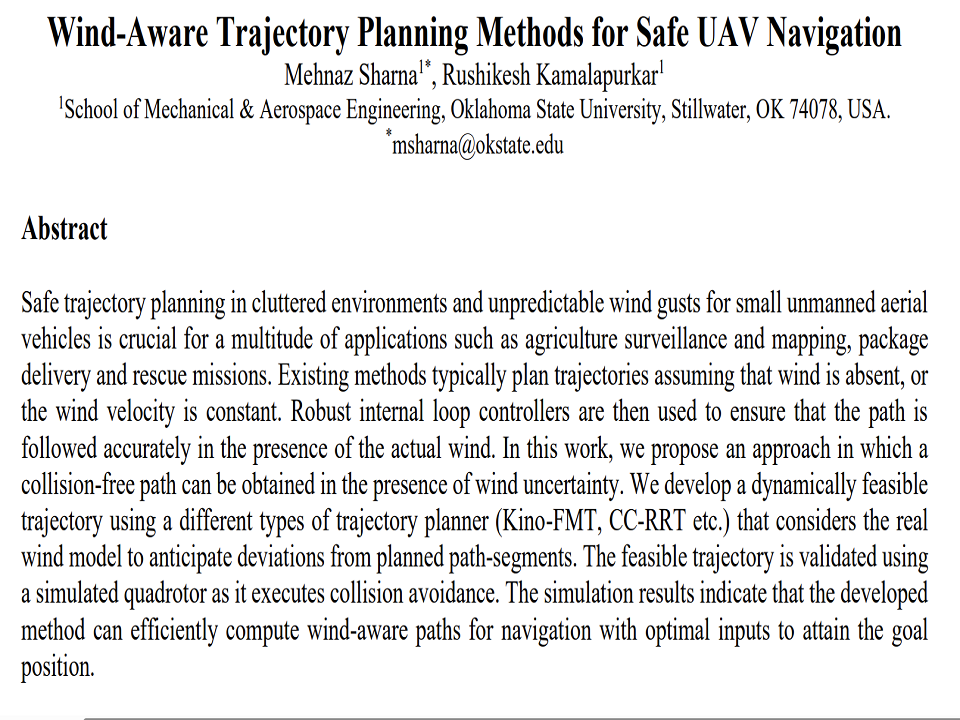 Wind-Aware Trajectory Planning Methods for Safe UAV Navigation
Mehnaz Sharna1*, Rushikesh Kamalapurkar1
1School of Mechanical & Aerospace Engineering, Oklahoma State University, Stillwater, OK 74078, USA.
*msharna@okstate.edu
Abstract
Safe trajectory planning in cluttered environments and unpredictable wind gusts for small unmanned aerial
vehicles is crucial for a multitude of applications such as agriculture surveillance and mapping, package
delivery and rescue missions. Existing methods typically plan trajectories assuming that wind is absent, or
the wind velocity is constant. Robust internal loop controllers are then used to ensure that the path is
followed accurately in the presence of the actual wind. In this work, we propose an approach in which a
collision-free path can be obtained in the presence of wind uncertainty. We develop a dynamically feasible
trajectory using a different types of trajectory planner (Kino-FMT, CC-RRT etc.) that considers the real
wind model to anticipate deviations from planned path-segments. The feasible trajectory is validated using
a simulated quadrotor as it executes collision avoidance. The simulation results indicate that the developed
method can efficiently compute wind-aware paths for navigation with optimal inputs to attain the goal
position.